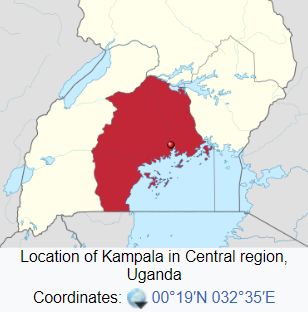 Location of Kampala in Central region,
Uganda
Coordinates: 00°19′N 032°35′E